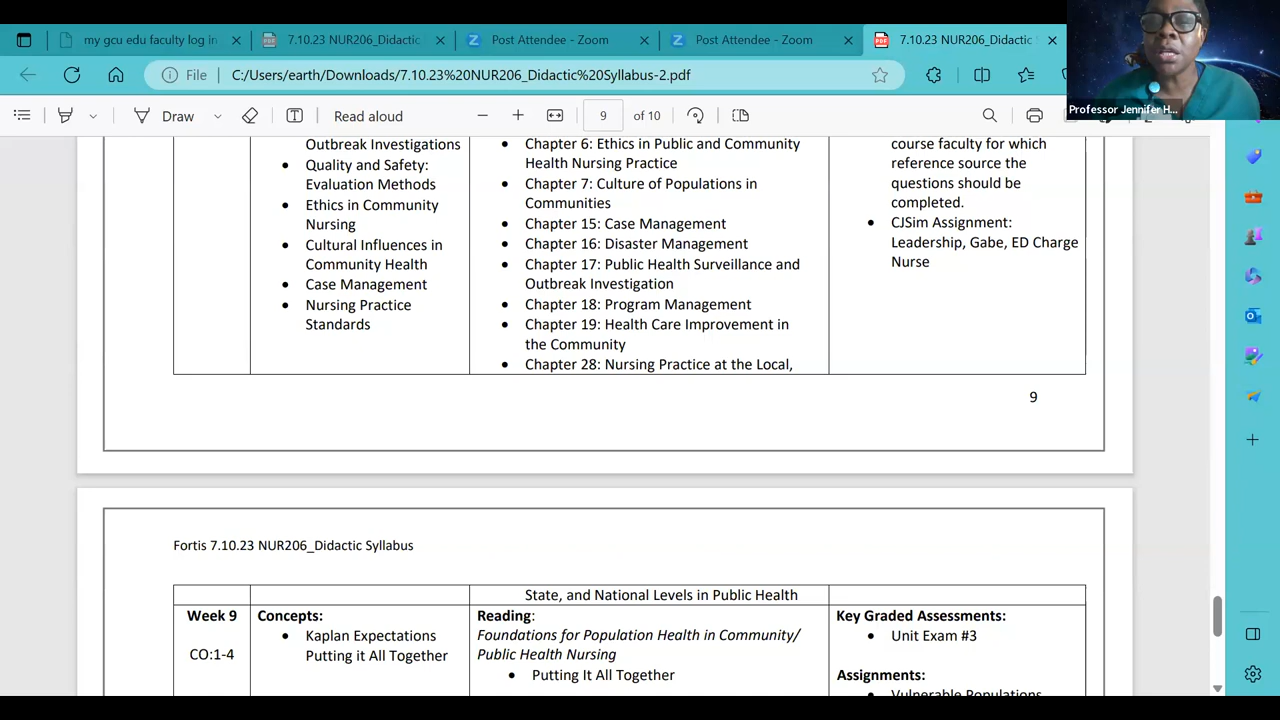 my gcu edu faculty log in
7.10.23 NUR206_Didactic
Post Attendee - Zoom
Post Attendee - Zoom
7.10.23 NUR206_Didactic
File
C:/Users/earth/Downloads/7.10.23%20NUR206_Didactic%20Syllabus-2.pdf
Draw
Read aloud
9 of 10
Professor Jennifer H...
Outbreak Investigations
• Quality and Safety:
Evaluation Methods
• Ethics in Community
Nursing
• Cultural Influences in
Community Health
• Case Management
• Nursing Practice
Standards
• Chapter 6: Ethics in Public and Community
Health Nursing Practice
• Chapter 7: Culture of Populations in
Communities
• Chapter 15: Case Management
• Chapter 16: Disaster Management
• Chapter 17: Public Health Surveillance and
Outbreak Investigation
• Chapter 18: Program Management
• Chapter 19: Health Care Improvement in
the Community
• Chapter 28: Nursing Practice at the Local,
course faculty for which
reference source the
questions should be
completed.
• CJSim Assignment:
Leadership, Gabe, ED Charge
Nurse
9
Fortis 7.10.23 NUR206_Didactic Syllabus
State, and National Levels in Public Health
Week 9
CO:1-4
Concepts:
• Kaplan Expectations
Putting it All Together
Reading:
Foundations for Population Health in Community/
Public Health Nursing
• Putting It All Together
Key Graded Assessments:
• Unit Exam #3
Assignments:
• Vulnerable Populations